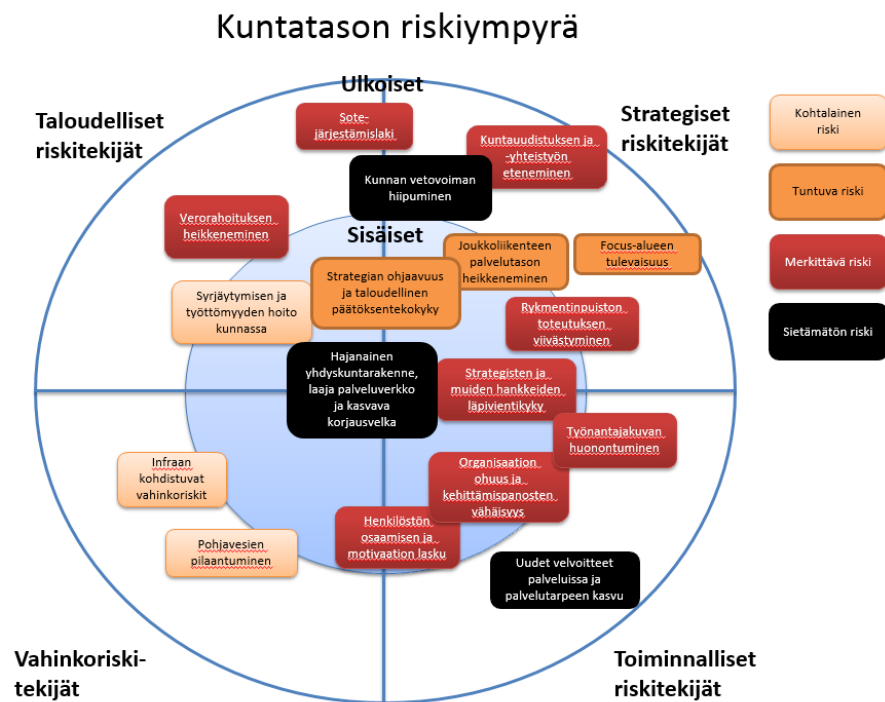 Kuntatason riskiympyrä
Ulkoiset
Taloudelliset
riskitekijät
Strategiset
riskitekijät
Sote-
järjestämislaki
Kuntauudistuksen ja
-yhteistyön
eteneminen
Kunnan vetovoiman
hiipuminen
Verorahoituksen
heikkeneminen
Sisäiset
Joukkoliikenteen
palvelutason
heikkeneminen
Focus-alueen
tulevaisuus
Strategian ohjaavuus
ja taloudellinen
päätöksentekokyky
Syrjäytymisen ja
työttömyyden hoito
kunnassa
Rykmentinpuiston
toteutuksen
viivästyminen
Hajanainen
yhdyskuntarakenne,
laaja palveluverkko
ja kasvava
korjausvelka
Strategisten ja
muiden hankkeiden
läpivientikyky
Työnantajakuvan
huonontuminen
Infraan
kohdistuvat
vahinkoriskit
Organisaation
ohuus ja
kehittämispanosten
vähäisyys
Henkilöstön
osaamisen ja
motivaation lasku
Pohjavesien
pilaantuminen
Uudet velvoitteet
palveluissa ja
palvelutarpeen kasvu
Vahinkoriski-
tekijät
Toiminnalliset
riskitekijät
Kohtalainen
riski
Tuntuva riski
Merkittävä riski
Sietämätön riski